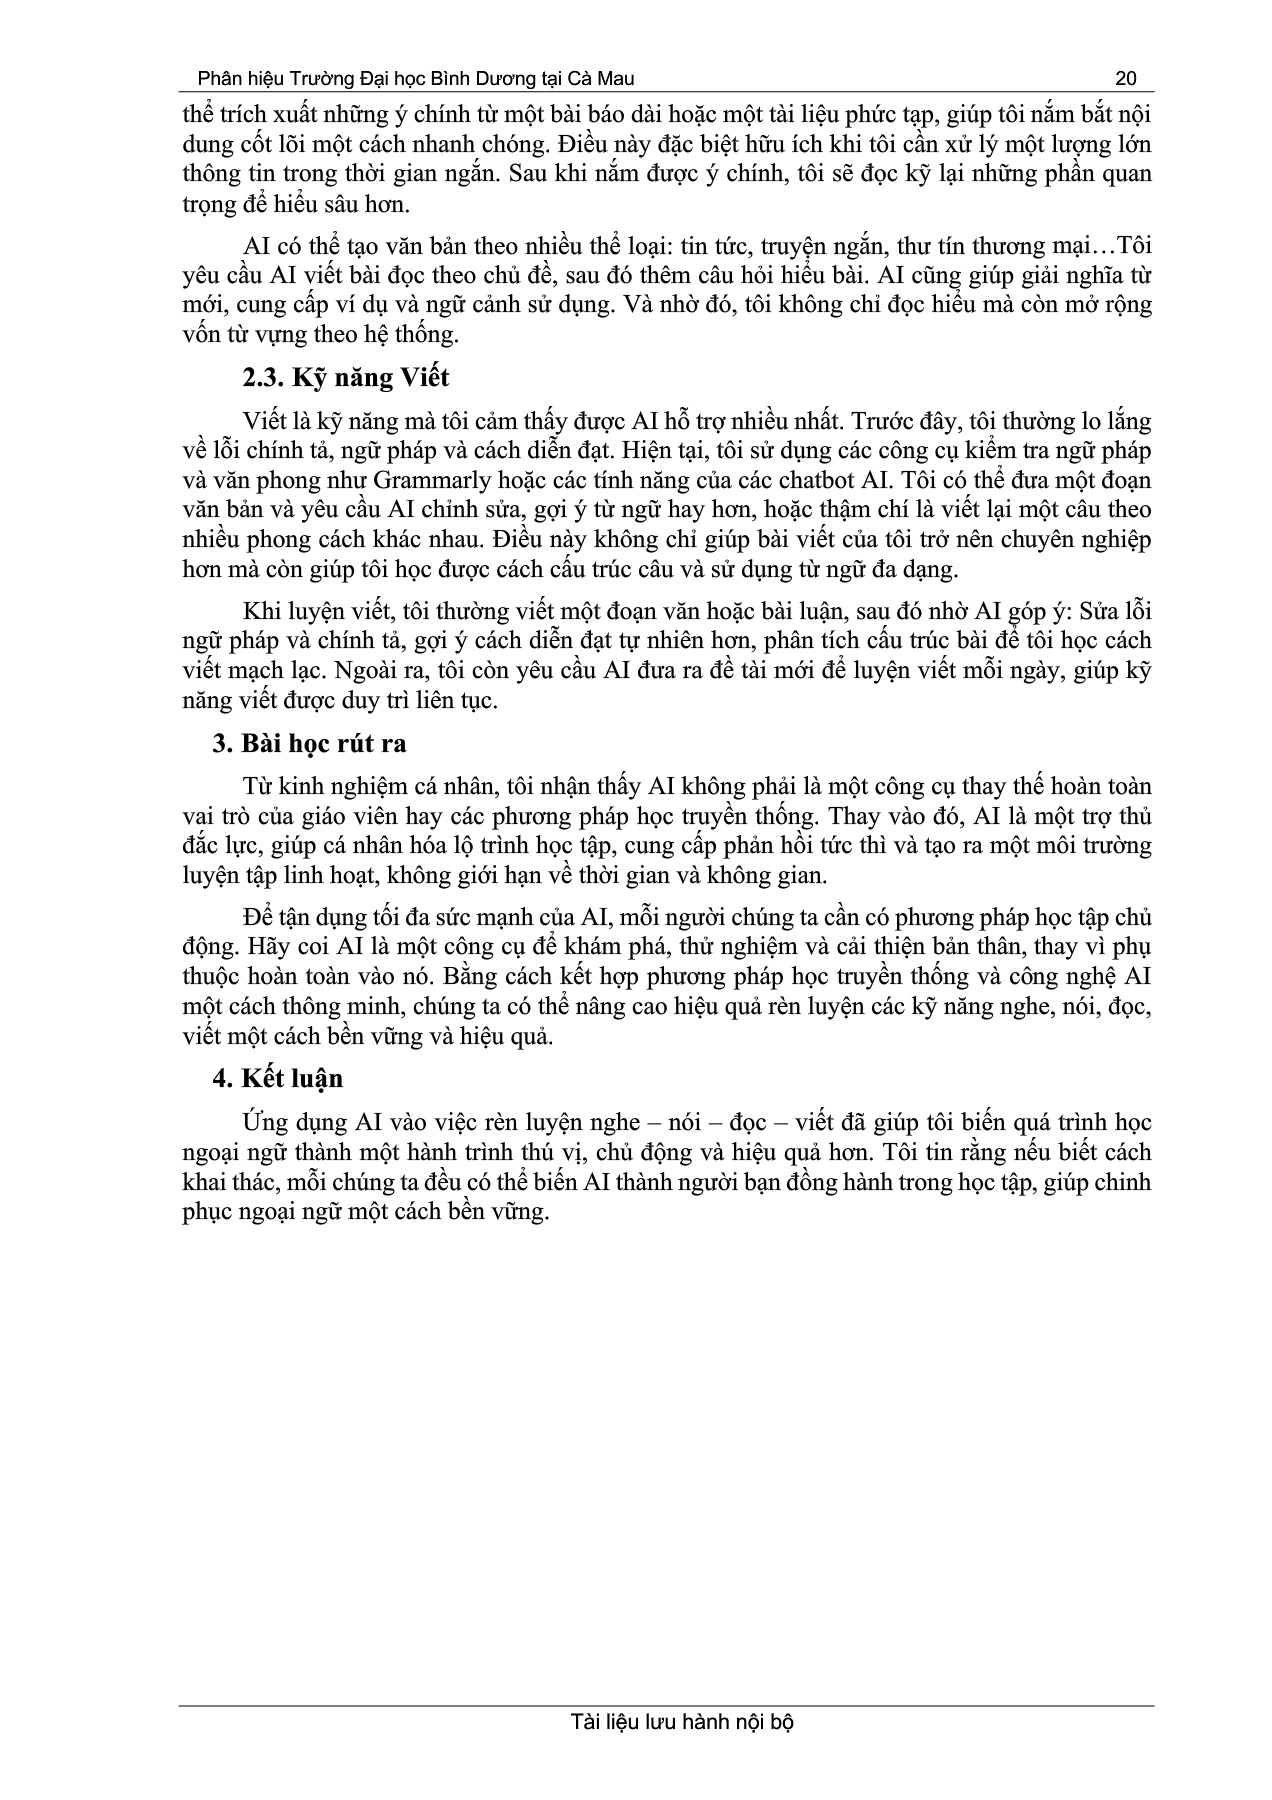 Phân hiệu Trường Đại học Bình Dương tại Cà Mau 20
thể trích xuất những ý chính từ một bài báo dài hoặc một tài liệu phức tạp, giúp tôi nắm bắt nội
dung cốt lõi một cách nhanh chóng. Điều này đặc biệt hữu ích khi tôi cần xử lý một lượng lớn
thông tin trong thời gian ngắn. Sau khi nắm được ý chính, tôi sẽ đọc kỹ lại những phần quan
trọng để hiểu sâu hơn.
AI có thể tạo văn bản theo nhiều thể loại: tin tức, truyện ngắn, thư tín thương mại…Tôi
yêu cầu AI viết bài đọc theo chủ đề, sau đó thêm câu hỏi hiểu bài. AI cũng giúp giải nghĩa từ
mới, cung cấp ví dụ và ngữ cảnh sử dụng. Và nhờ đó, tôi không chỉ đọc hiểu mà còn mở rộng
vốn từ vựng theo hệ thống.
2.3. Kỹ năng Viết
Viết là kỹ năng mà tôi cảm thấy được AI hỗ trợ nhiều nhất. Trước đây, tôi thường lo lắng
về lỗi chính tả, ngữ pháp và cách diễn đạt. Hiện tại, tôi sử dụng các công cụ kiểm tra ngữ pháp
và văn phong như Grammarly hoặc các tính năng của các chatbot AI. Tôi có thể đưa một đoạn
văn bản và yêu cầu AI chỉnh sửa, gợi ý từ ngữ hay hơn, hoặc thậm chí là viết lại một câu theo
nhiều phong cách khác nhau. Điều này không chỉ giúp bài viết của tôi trở nên chuyên nghiệp
hơn mà còn giúp tôi học được cách cấu trúc câu và sử dụng từ ngữ đa dạng.
Khi luyện viết, tôi thường viết một đoạn văn hoặc bài luận, sau đó nhờ AI góp ý: Sửa lỗi
ngữ pháp và chính tả, gợi ý cách diễn đạt tự nhiên hơn, phân tích cấu trúc bài để tôi học cách
viết mạch lạc. Ngoài ra, tôi còn yêu cầu AI đưa ra đề tài mới để luyện viết mỗi ngày, giúp kỹ
năng viết được duy trì liên tục.
3. Bài học rút ra
Từ kinh nghiệm cá nhân, tôi nhận thấy AI không phải là một công cụ thay thế hoàn toàn
vai trò của giáo viên hay các phương pháp học truyền thống. Thay vào đó, AI là một trợ thủ
đắc lực, giúp cá nhân hóa lộ trình học tập, cung cấp phản hồi tức thì và tạo ra một môi trường
luyện tập linh hoạt, không giới hạn về thời gian và không gian.
Để tận dụng tối đa sức mạnh của AI, mỗi người chúng ta cần có phương pháp học tập chủ
động. Hãy coi AI là một công cụ để khám phá, thử nghiệm và cải thiện bản thân, thay vì phụ
thuộc hoàn toàn vào nó. Bằng cách kết hợp phương pháp học truyền thống và công nghệ AI
một cách thông minh, chúng ta có thể nâng cao hiệu quả rèn luyện các kỹ năng nghe, nói, đọc,
viết một cách bền vững và hiệu quả.
4. Kết luận
Ứng dụng AI vào việc rèn luyện nghe – nói – đọc – viết đã giúp tôi biến quá trình học
ngoại ngữ thành một hành trình thú vị, chủ động và hiệu quả hơn. Tôi tin rằng nếu biết cách
khai thác, mỗi chúng ta đều có thể biến AI thành người bạn đồng hành trong học tập, giúp chinh
phục ngoại ngữ một cách bền vững.
Tài liệu lưu hành nội bộ